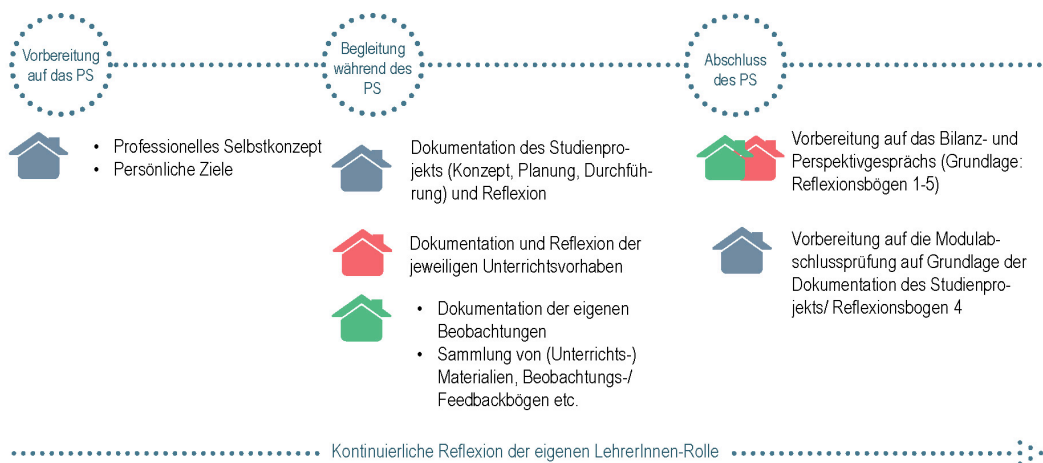 Vorbereitung
auf das PS
Begleitung
während des
PS
Abschluss
des PS
• Professionelles Selbstkonzept
• Persönliche Ziele
Dokumentation des Studienpro-
jekts (Konzept, Planung, Durchfüh-
rung) und Reflexion
Dokumentation und Reflexion der
jeweiligen Unterrichtsvorhaben
• Dokumentation der eigenen
Beobachtungen
• Sammlung von (Unterrichts-)
Materialien, Beobachtungs-/
Feedbackbögen etc.
Vorbereitung auf das Bilanz- und
Perspektivgesprächs (Grundlage:
Reflexionsbögen 1-5)
Vorbereitung auf die Modulab-
schlussprüfung auf Grundlage der
Dokumentation des Studienpro-
jekts/ Reflexionsbogen 4
Kontinuierliche Reflexion der eigenen LehrerInnen-Rolle